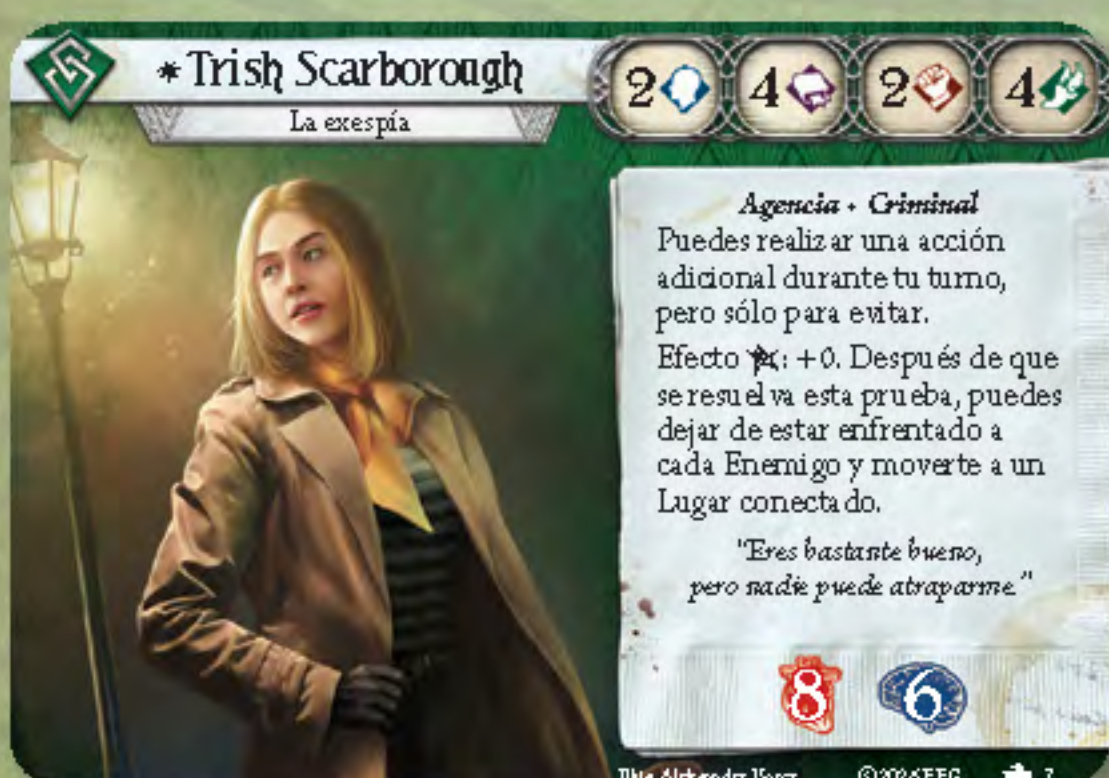 *Trish Scarborough
La exespía
2 4 2 4
Agencia • Criminal
Puedes realizar una acción
adicional durante tu turno,
pero sólo para evitar.
Efecto : +0. Después de que
se resuelva esta prueba, puedes
dejar de estar enfrentado a
cada Enemigo y moverte a un
Lugar conectado.
"Eres bastante bueno,
pero nadie puede atraparme."
8 6